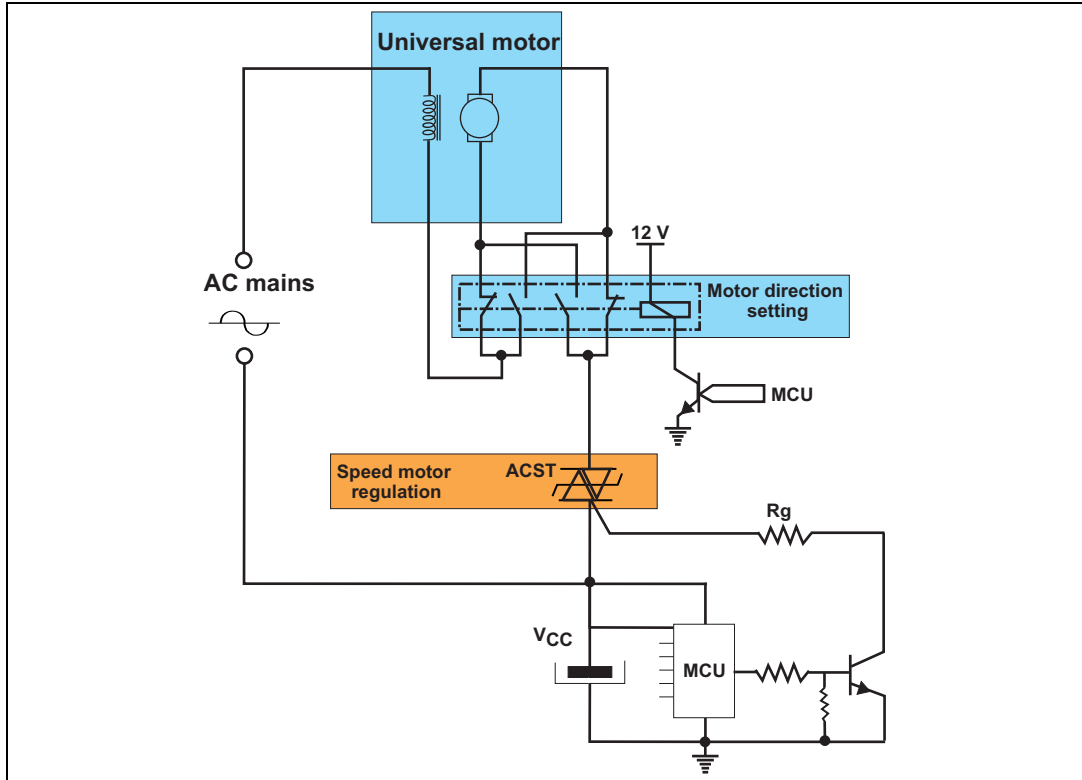 Universal motor
12 V
AC mains
Motor direction
setting
MCU
Speed motor
regulation
ACST
Rg
VCC
MCU